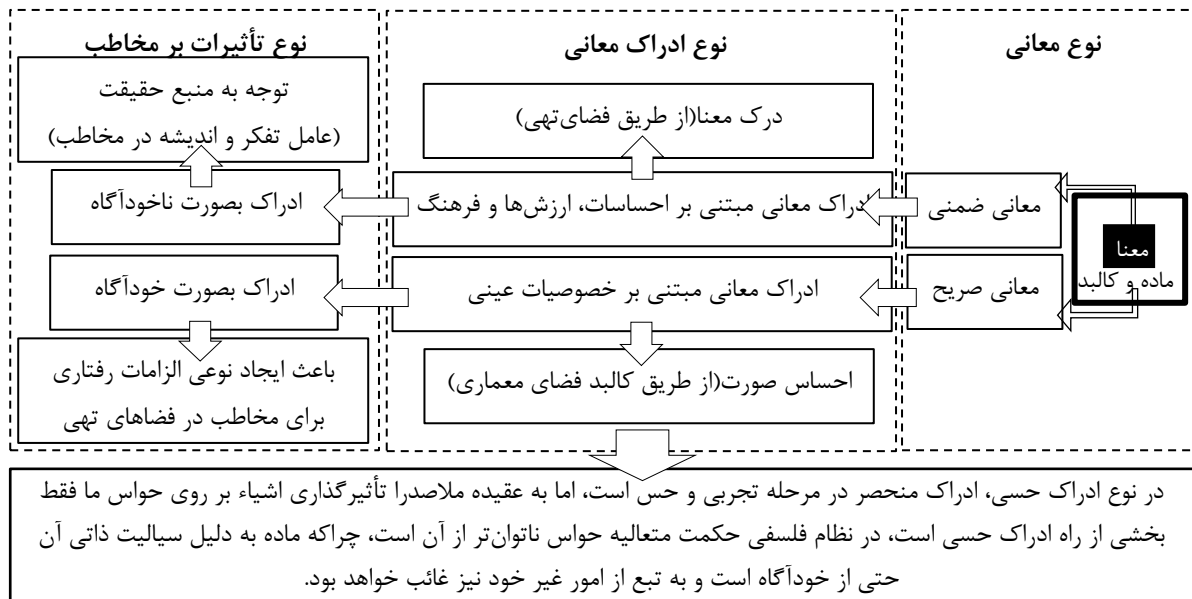 نوع معانی
نوع ادراک معانی
نوع تأثیرات بر مخاطب
معنا
ماده و کالبد
معانی ضمنی
معانی صریح
درک معنا(از طریق فضای‌تهی)
ادراک معانی مبتنی بر احساسات، ارزش‌ها و فرهنگ
ادراک معانی مبتنی بر خصوصیات عینی
احساس صورت(از طریق کالبد فضای معماری)
توجه به منبع حقیقت
(عامل تفکر و اندیشه در مخاطب)
ادراک بصورت ناخودآگاه
ادراک بصورت خودآگاه
باعث ایجاد نوعی الزامات رفتاری
برای مخاطب در فضاهای تهی
در نوع ادراک حسی، ادراک منحصر در مرحله تجربی و حس است، اما به عقیده ملاصدرا تأثیرگذاری اشیاء بر روی حواس ما فقط
بخشی از راه ادراک حسی است، در نظام فلسفی حکمت متعالیه حواس ناتوان‌تر از آن است، چراکه ماده به دلیل سیالیت ذاتی آن
حتی از خودآگاه است و به تبع از امور غیر خود نیز غائب خواهد بود.